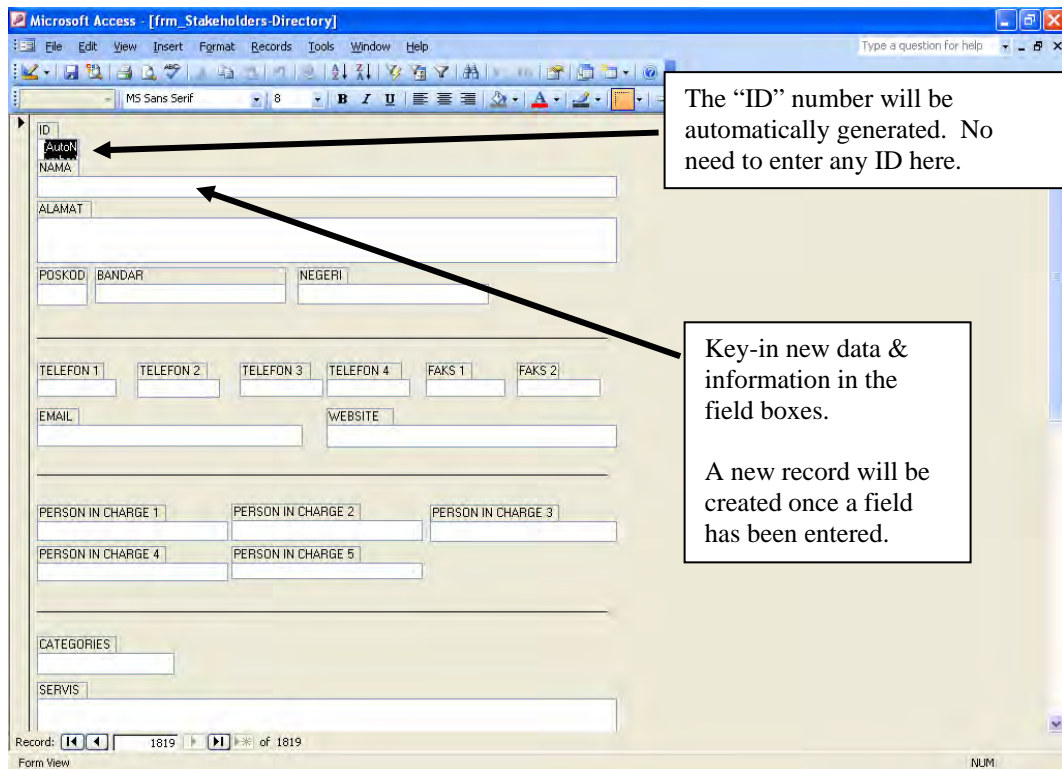 Microsoft Access - [frm_Stakeholders-Directory]
File Edit View Insert Format Records Tools Window Help Type a question for help
MS Sans Serif 8 B I U
The “ID” number will be
automatically generated. No
need to enter any ID here.
ID
(AutoN
NAMA
ALAMAT
POSKOD BANDAR NEGERI
Key-in new data &
information in the
field boxes.
A new record will be
created once a field
has been entered.
TELEFON 1 TELEFON 2 TELEFON 3 TELEFON 4 FAKS 1 FAKS 2
EMAIL WEBSITE
PERSON IN CHARGE 1 PERSON IN CHARGE 2 PERSON IN CHARGE 3
PERSON IN CHARGE 4 PERSON IN CHARGE 5
CATEGORIES
SERVIS
Record: 1819 of 1819
Form View NUM